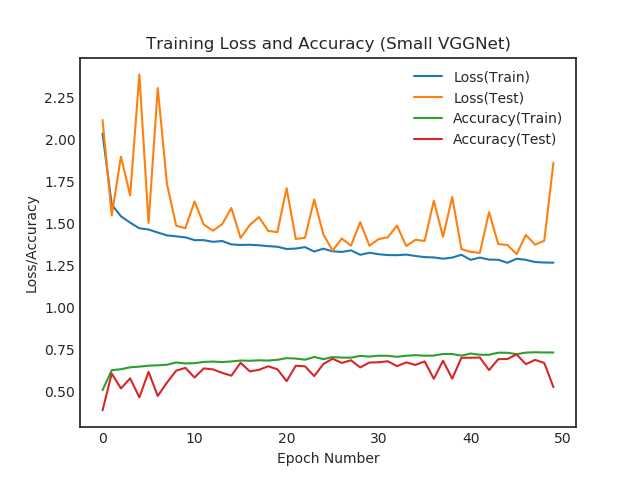 Training Loss and Accuracy (Small VGGNet)
Loss(Train)
Loss(Test)
Accuracy(Train)
Accuracy(Test)
2.25
2.00
1.75
1.50
1.25
1.00
0.75
0.50
Loss/Accuracy
0 10 20 30 40 50
Epoch Number